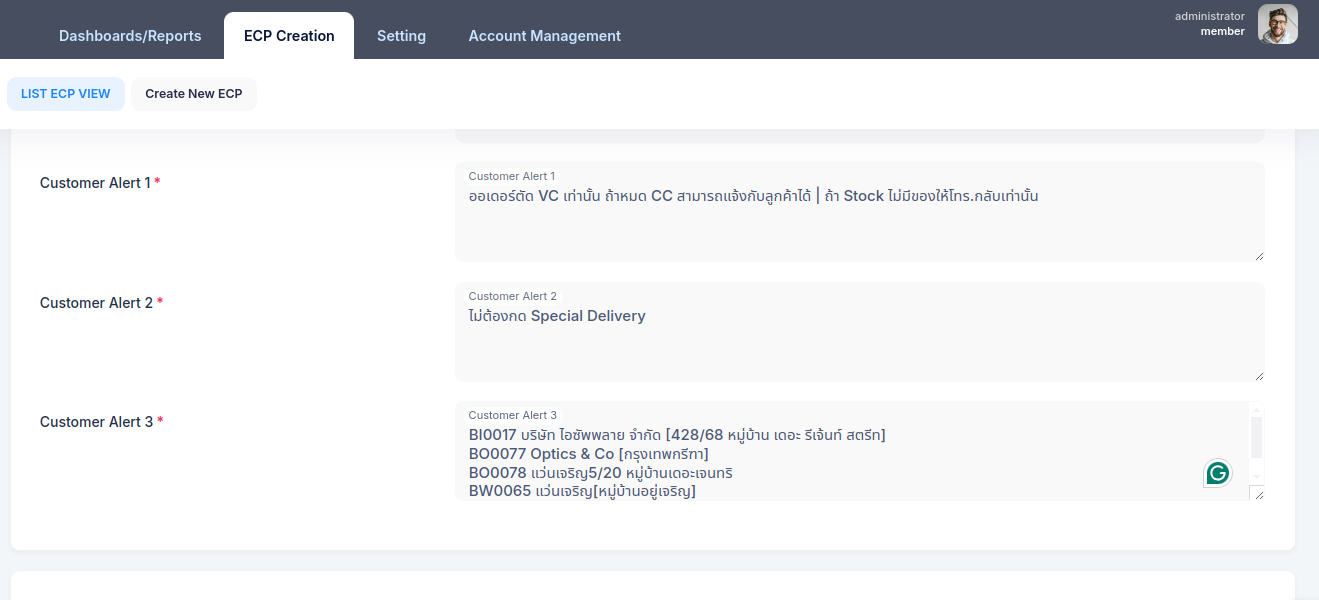 Dashboards/Reports
ECP Creation
Setting
Account Management
administrator
member
LIST ECP VIEW
Create New ECP
Customer Alert 1 *
Customer Alert 1
ออเดอร์ตัด VC เท่านั้น ถ้าหมด CC สามารถแจ้งกับลูกค้าได้ | ถ้า Stock ไม่มีของให้โทร.กลับเท่านั้น
Customer Alert 2 *
Customer Alert 2
ไม่ต้องกด Special Delivery
Customer Alert 3 *
Customer Alert 3
BI0017 บริษัท ไอซัพพลาย จำกัด [428/68 หมู่บ้าน เดอะ รีเจ้นท์ สตรีท]
BO0077 Optics & Co [กรุงเทพกรีฑา]
BO0078 แว่นเจริญ5/20 หมู่บ้านเดอะเจนทริ
BW0065 แว่นเจริญ[หมู่บ้านอยู่เจริญ]